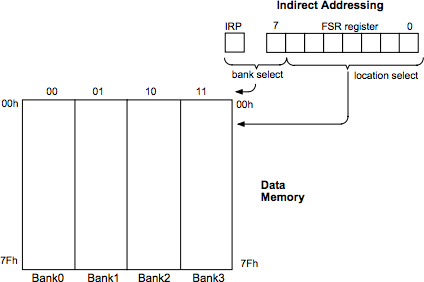 Indirect Addressing
IRP 7 FSR register 0
bank select location select
00 01 10 11
00h 00h
Data
Memory
7Fh 7Fh
Bank0 Bank1 Bank2 Bank3